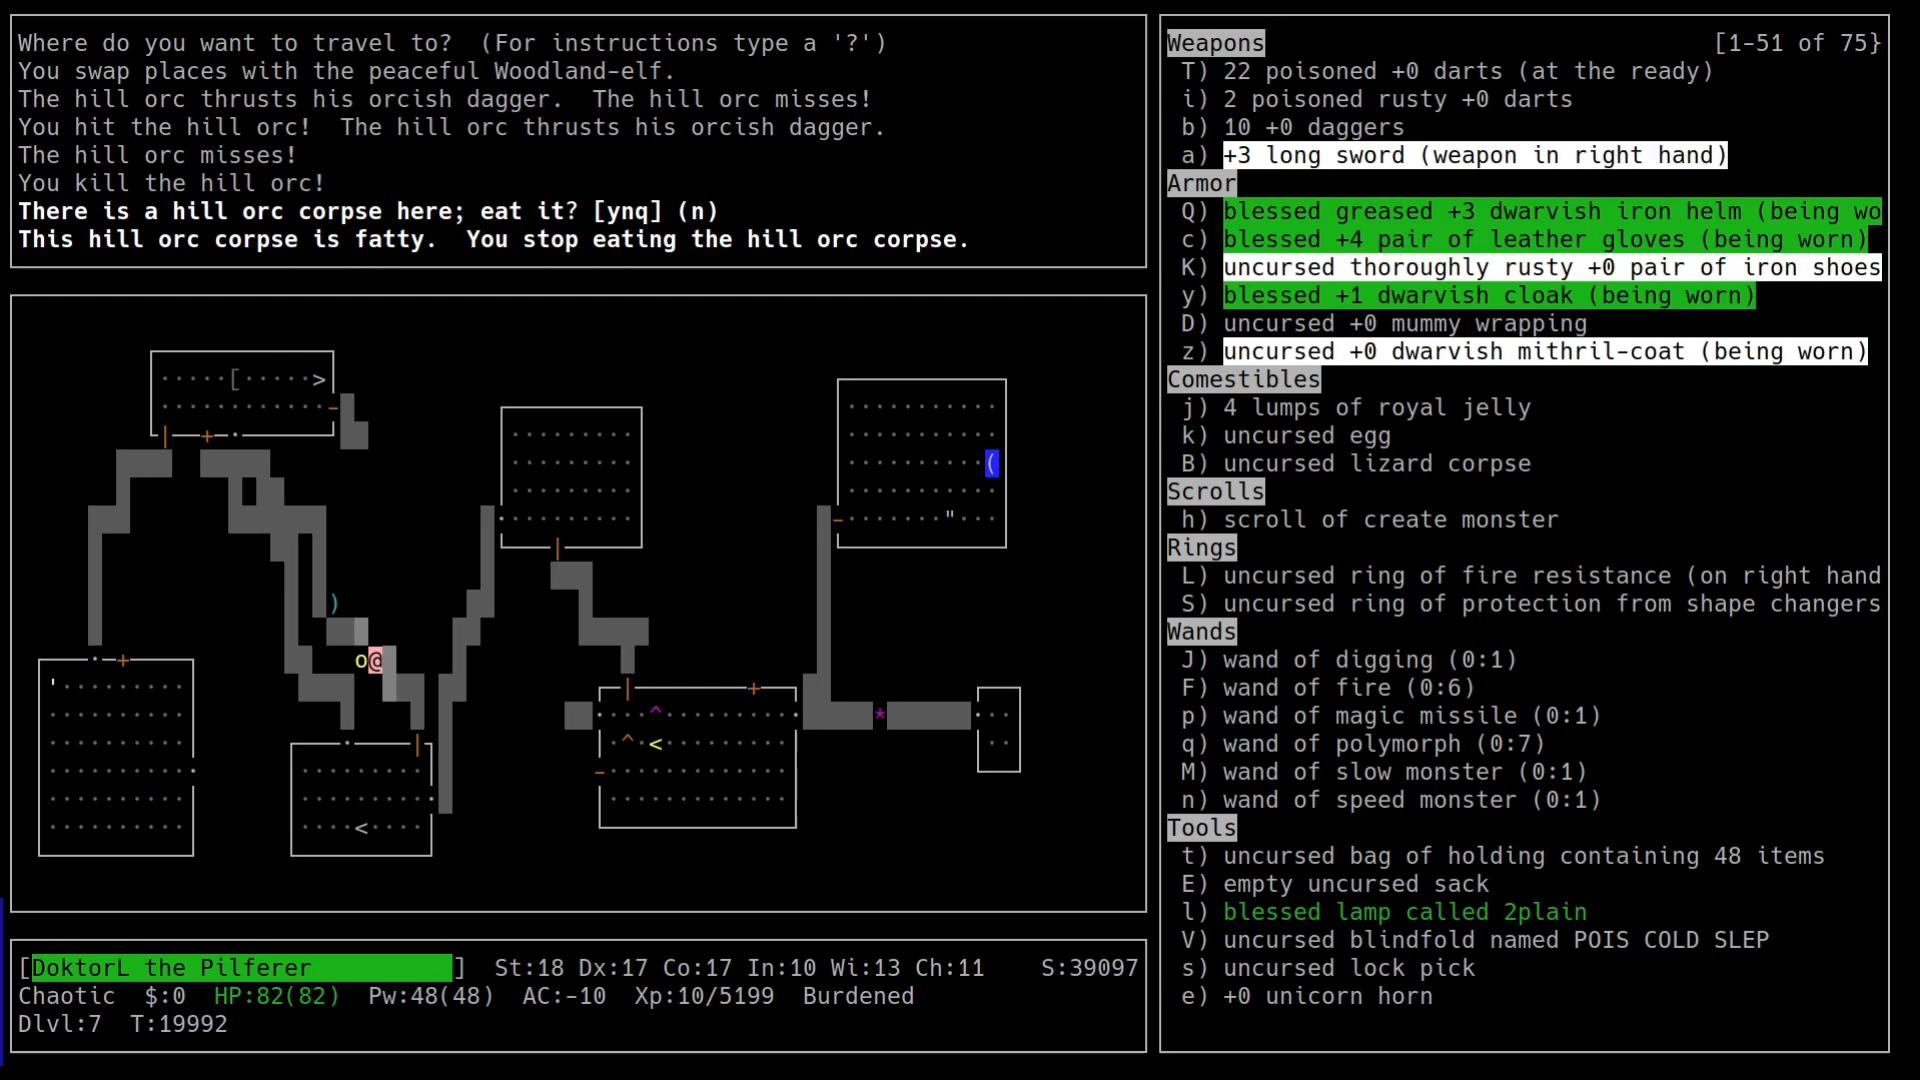 Where do you want to travel to?  (For instructions type a '?')
You swap places with the peaceful Woodland-elf.
The hill orc thrusts his orcish dagger.  The hill orc misses!
You hit the hill orc!  The hill orc thrusts his orcish dagger.
The hill orc misses!
You kill the hill orc!
There is a hill orc corpse here; eat it? [ynq] (n)
This hill orc corpse is fatty.  You stop eating the hill orc corpse.
[DoktorL the Pilferer          ]  St:18 Dx:17 Co:17 In:10 Wi:13 Ch:11    S:39097
Chaotic  $:0  HP:82(82)  Pw:48(48)  AC:-10  Xp:10/5199  Burdened
Dlvl:7  T:19992
Weapons [1-51 of 75}
T) 22 poisoned +0 darts (at the ready)
i) 2 poisoned rusty +0 darts
b) 10 +0 daggers
a) +3 long sword (weapon in right hand)
Armor
Q) blessed greased +3 dwarvish iron helm (being wo
c) blessed +4 pair of leather gloves (being worn)
K) uncursed thoroughly rusty +0 pair of iron shoes
y) blessed +1 dwarvish cloak (being worn)
D) uncursed +0 mummy wrapping
z) uncursed +0 dwarvish mithril-coat (being worn)
Comestibles
j) 4 lumps of royal jelly
k) uncursed egg
B) uncursed lizard corpse
Scrolls
h) scroll of create monster
Rings
L) uncursed ring of fire resistance (on right hand
S) uncursed ring of protection from shape changers
Wands
J) wand of digging (0:1)
F) wand of fire (0:6)
p) wand of magic missile (0:1)
q) wand of polymorph (0:7)
M) wand of slow monster (0:1)
n) wand of speed monster (0:1)
Tools
t) uncursed bag of holding containing 48 items
E) empty uncursed sack
l) blessed lamp called 2plain
V) uncursed blindfold named POIS COLD SLEP
s) uncursed lock pick
e) +0 unicorn horn